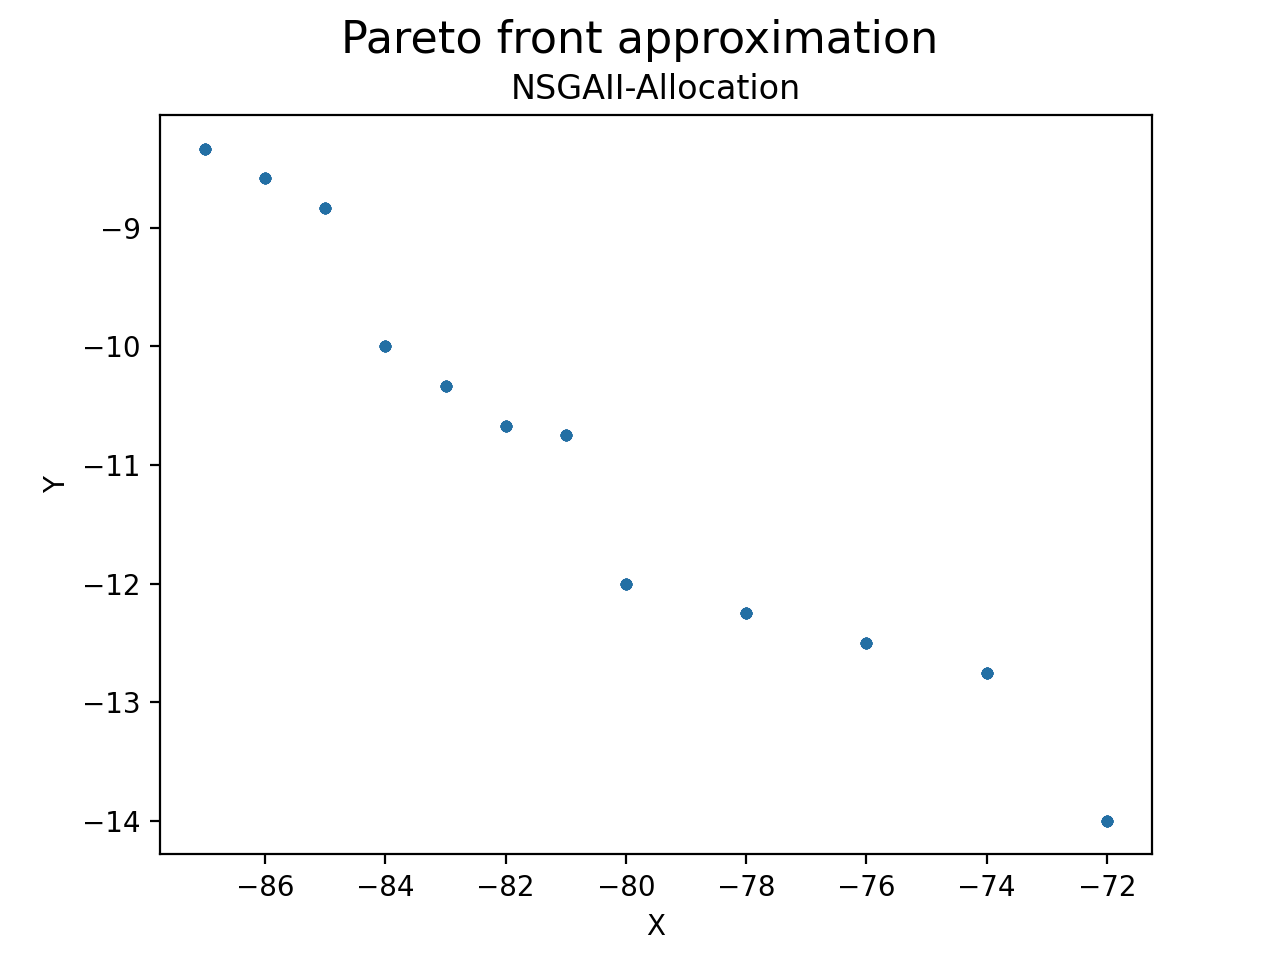 Pareto front approximation
NSGAII-Allocation
−9
−10
−11
−12
−13
−14
Y
−86 −84 −82 −80 −78 −76 −74 −72
X